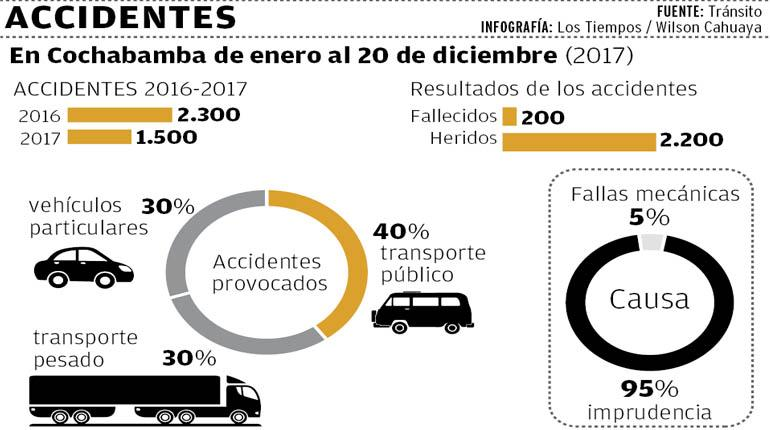 ACCIDENTES
FUENTE: Tránsito
INFOGRAFÍA: Los Tiempos / Wilson Cahuaya
En Cochabamba de enero al 20 de diciembre (2017)
ACCIDENTES 2016-2017
2016 2.300
2017 1.500
Resultados de los accidentes
Fallecidos 200
Heridos 2.200
vehículos 30%
particulares
Accidentes
provocados
40%
transporte
público
transporte
pesado 30%
Fallas mecánicas
5%
Causa
95%
imprudencia